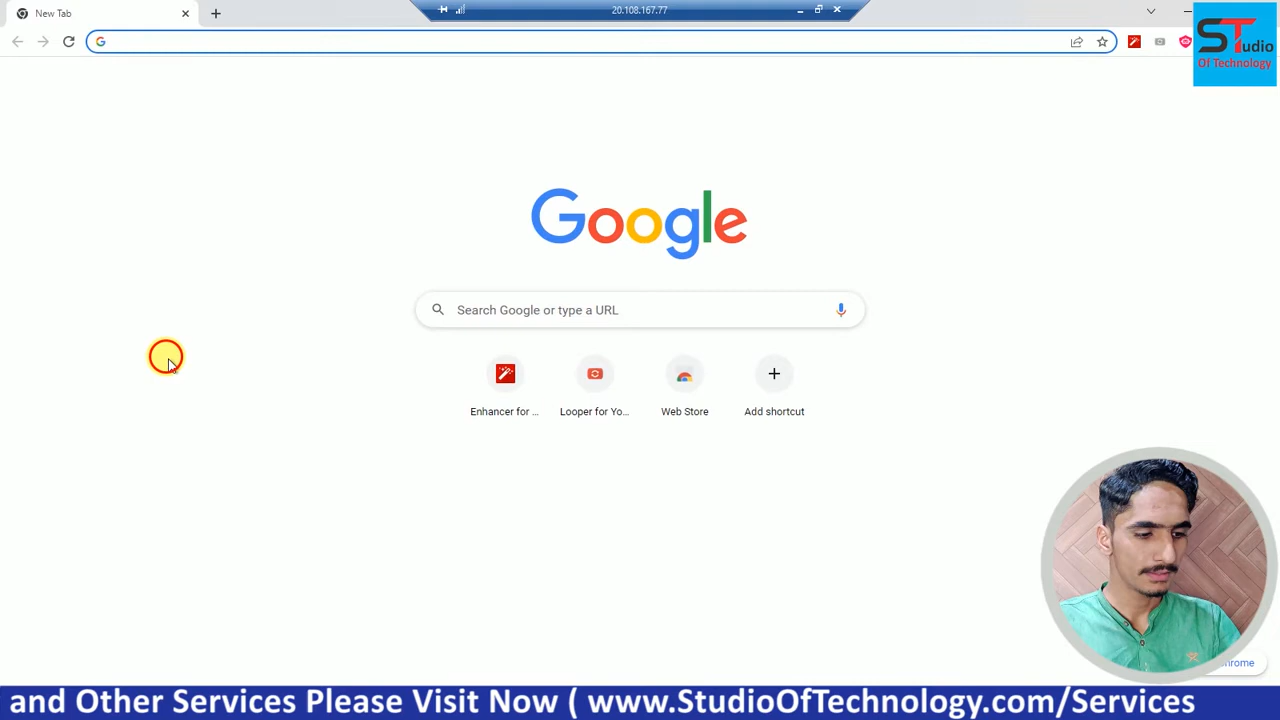 New Tab
20.108.167.77
STudio
Of Technology
G
Google
Search Google or type a URL
Enhancer for ...
Looper for Yo...
Web Store
Add shortcut
and Other Services Please Visit Now ( www.StudioOfTechnology.com/Services